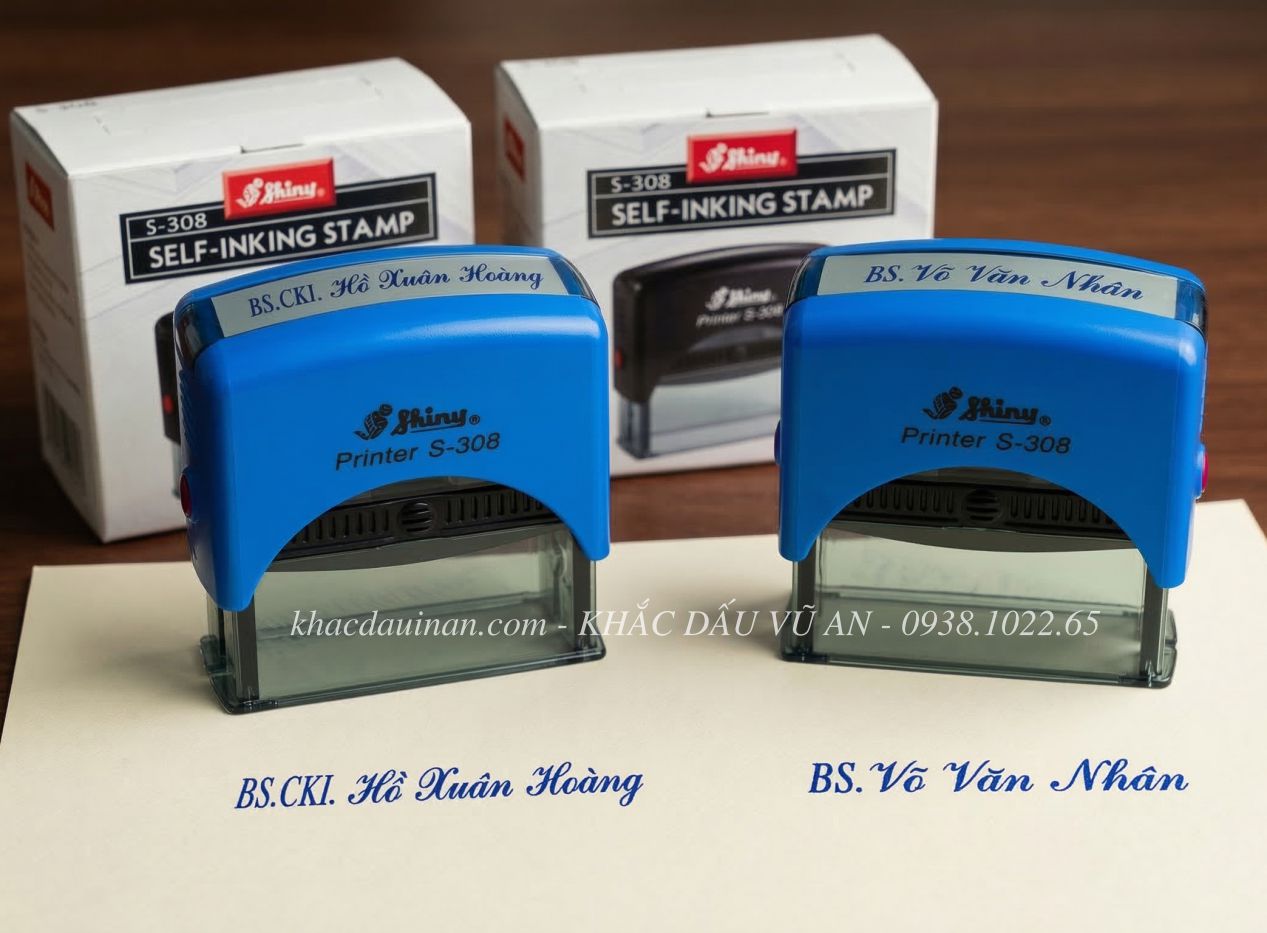 Shiny®
S-308
SELF-INKING STAMP
Shiny®
S-308
SELF-INKING STAMP
Shiny
Printer S-308
BS.CKI. Hồ Xuân Hoàng
BS. Võ Văn Nhân
Shiny®
Printer S-308
Shiny®
Printer S-308
khacdauinan.com - KHẮC DẤU VŨ AN - 0938.1022.65
BS.CKI. Hồ Xuân Hoàng
BS. Võ Văn Nhân